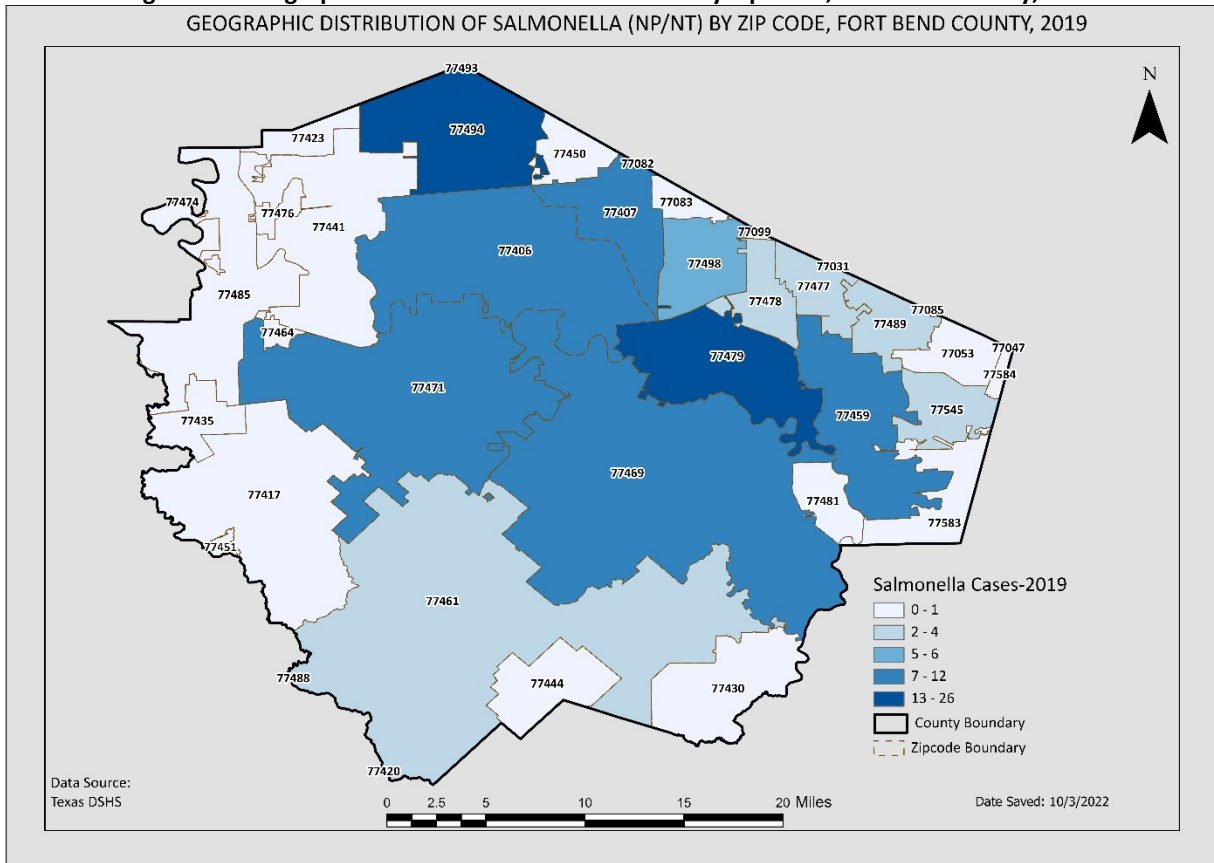 GEOGRAPHIC DISTRIBUTION OF SALMONELLA (NP/NT) BY ZIP CODE, FORT BEND COUNTY, 2019
77493
N
77494
77423
77450
77082
77474
77476
77441
77407
77083
77099
77406
77498
77031
77485
77478
77477
77085
77489
77464
77047
77053
77479
77584
77471
77459
77545
77435
77469
77417
77481
77583
77451
Salmonella Cases-2019
0 - 1
77461
2 - 4
5 - 6
77488
77444
77430
7 - 12
13 - 26
County Boundary
Zipcode Boundary
77420
Data Source:
Texas DSHS
0 2.5 5 10 15 20 Miles
Date Saved: 10/3/2022